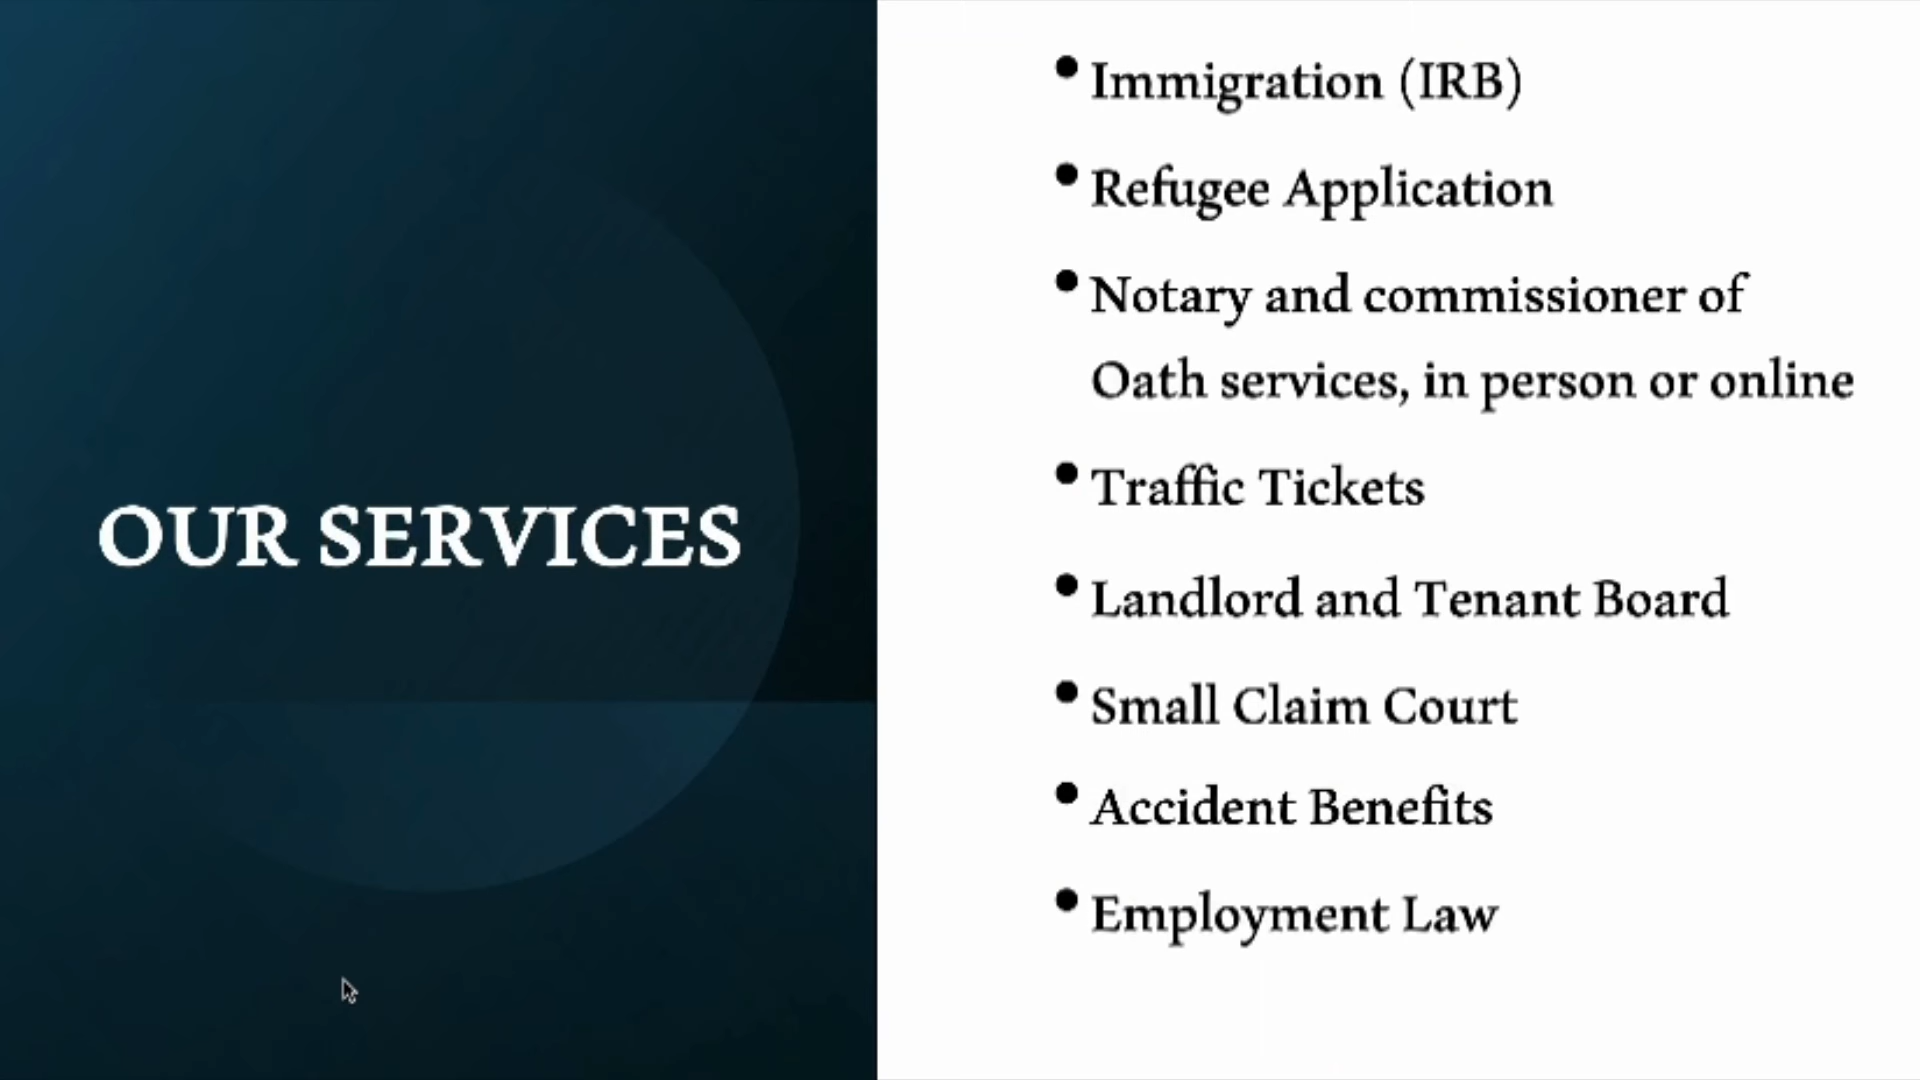 OUR SERVICES
• Immigration (IRB)
• Refugee Application
• Notary and commissioner of
Oath services, in person or online
• Traffic Tickets
• Landlord and Tenant Board
• Small Claim Court
• Accident Benefits
• Employment Law